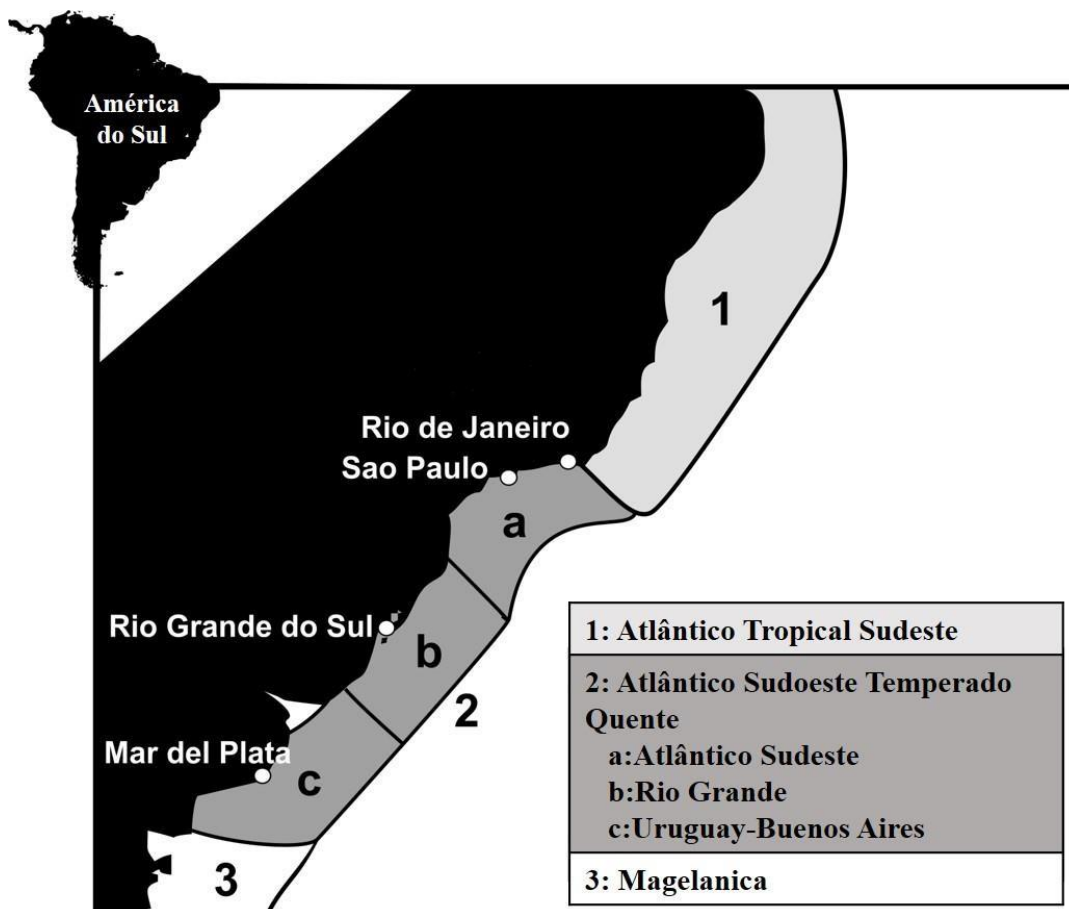 América
do Sul
1
Rio de Janeiro
Sao Paulo
a
Rio Grande do Sul
b
2
Mar del Plata
c
3
1: Atlântico Tropical Sudeste
2: Atlântico Sudoeste Temperado
Quente
a:Atlântico Sudeste
b:Rio Grande
c:Uruguay-Buenos Aires
3: Magelanica